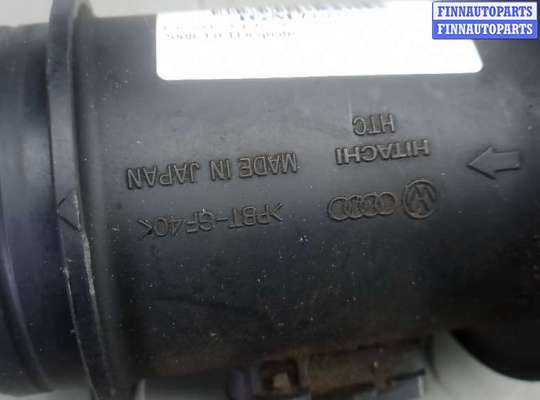 FINNAUTOPARTS
FINNAUTOPARTS
HTC
HITACHI
MADE IN JAPAN
>PBT-GF40<